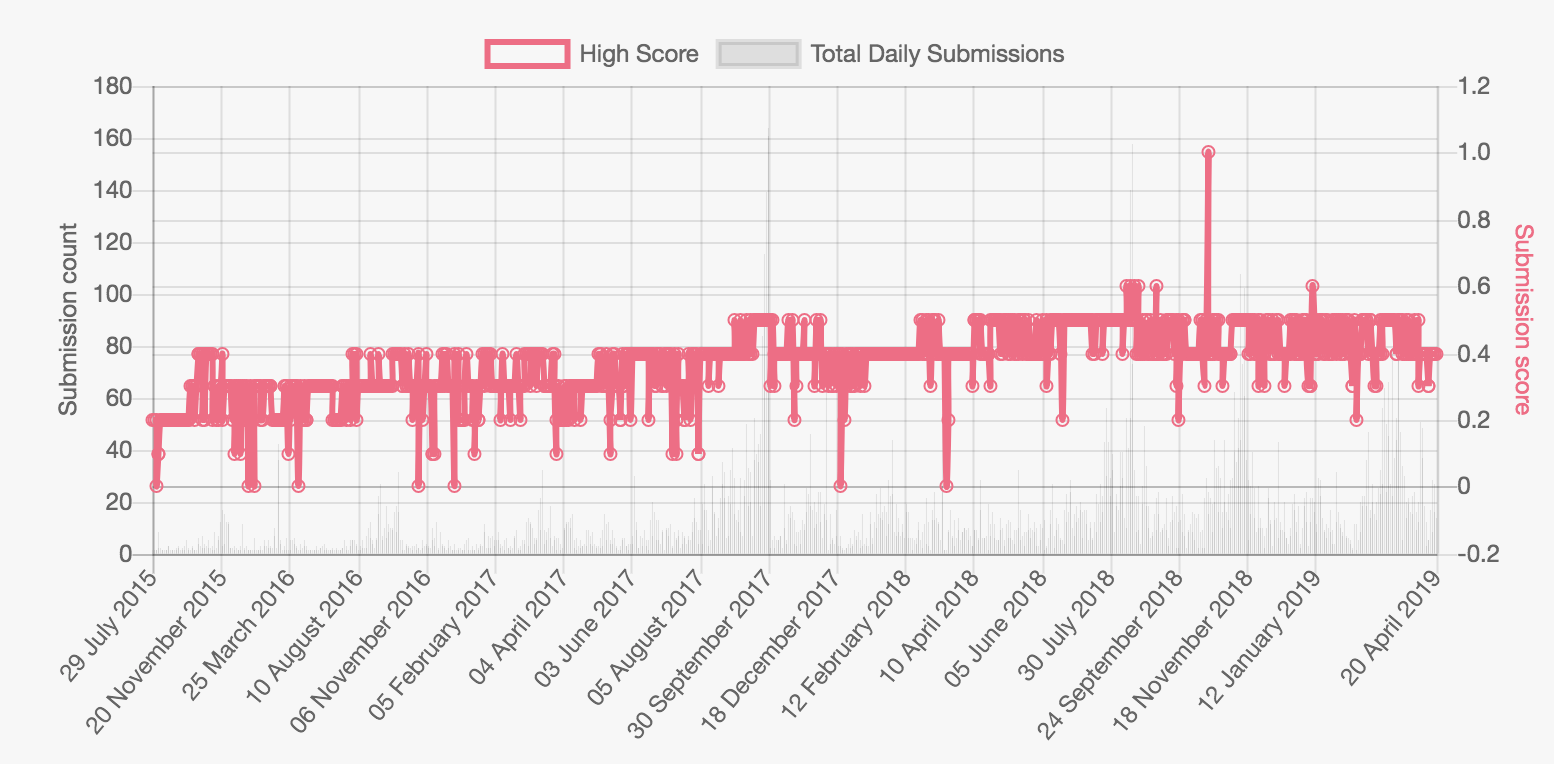 High Score
Total Daily Submissions
180
160
140
120
100
80
60
40
20
0
Submission count
1.2
1.0
0.8
0.6
0.4
0.2
0
-0.2
Submission score
29 July 2015
20 November 2015
25 March 2016
10 August 2016
06 November 2016
05 February 2017
04 April 2017
03 June 2017
05 August 2017
30 September 2017
18 December 2017
12 February 2018
10 April 2018
05 June 2018
30 July 2018
24 September 2018
18 November 2018
12 January 2019
20 April 2019